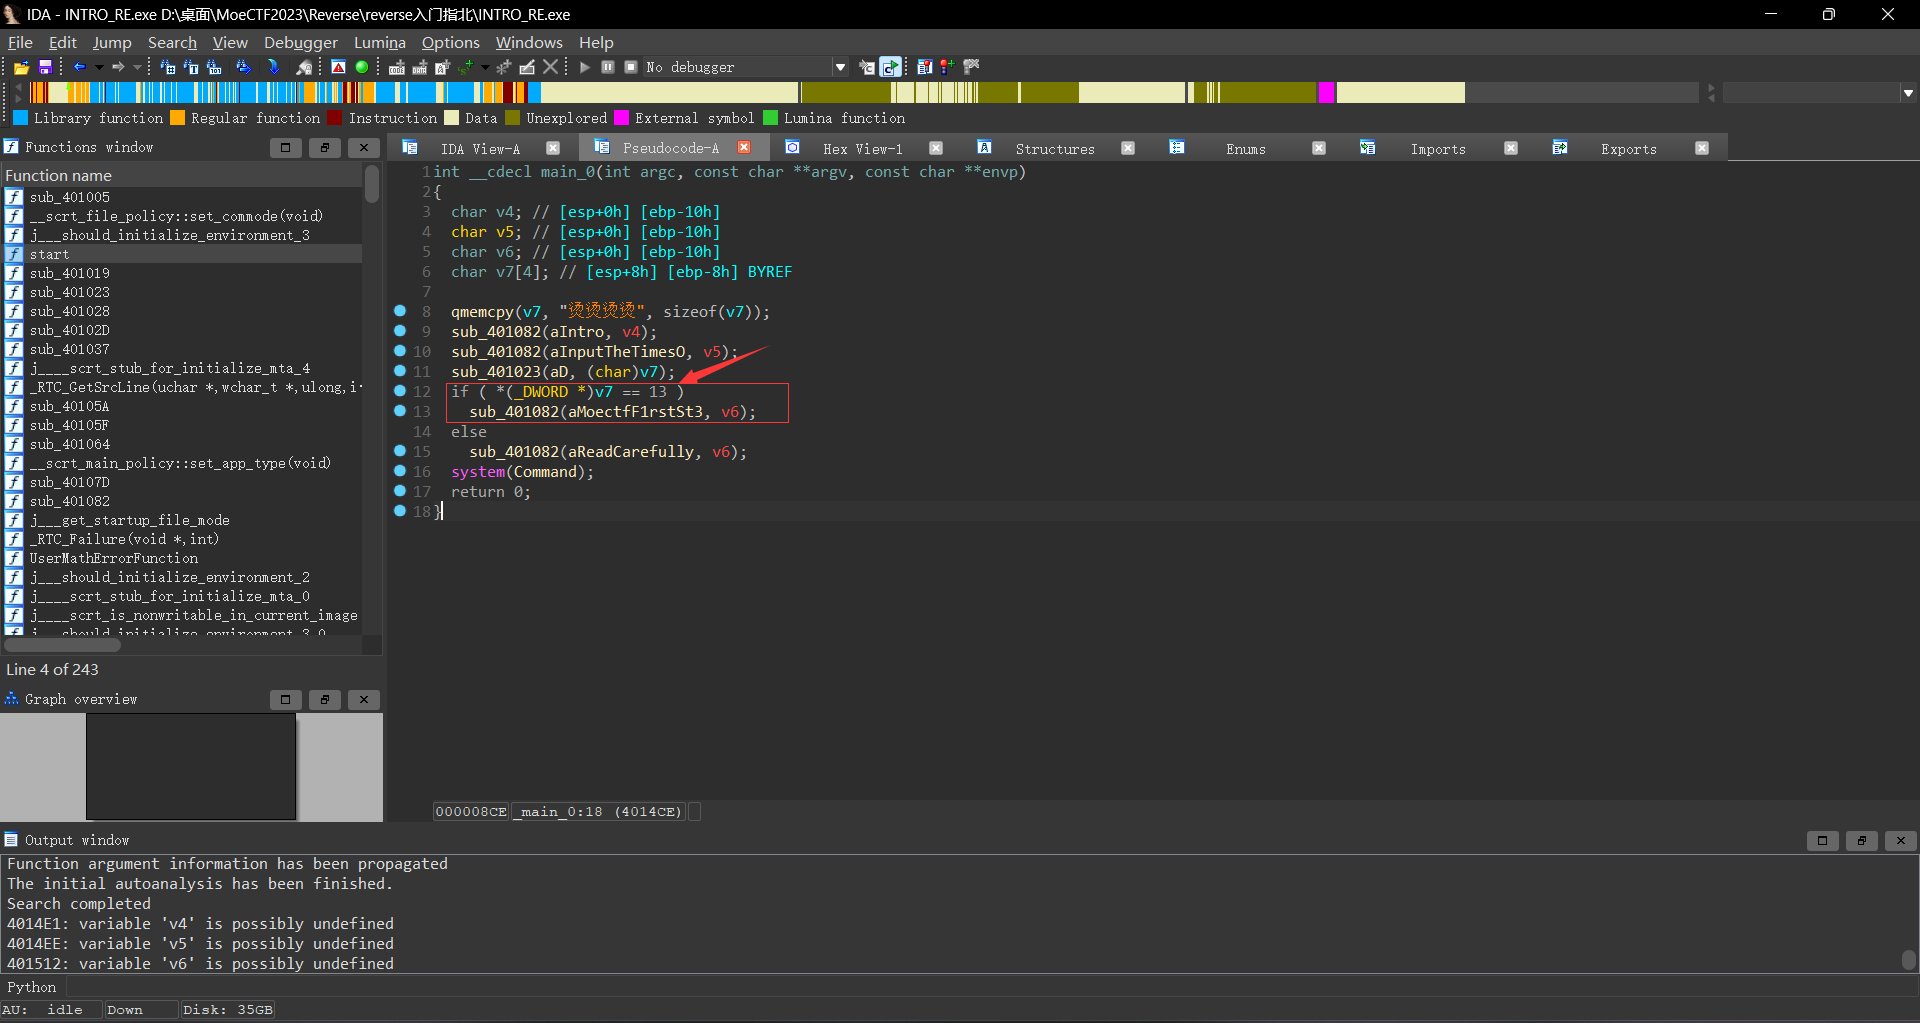 IDA - INTRO_RE.exe D:\桌面\MoeCTF2023\Reverse\reverse入门指北\INTRO_RE.exe
File Edit Jump Search View Debugger Lumina Options Windows Help
No debugger
Library function Regular function Instruction Data Unexplored External symbol Lumina function
Functions window
IDA View-A Pseudocode-A Hex View-1 Structures Enums Imports Exports
Function name
sub_401005
__scrt_file_policy::set_commode(void)
j___should_initialize_environment_3
start
sub_401019
sub_401023
sub_401028
sub_40102D
sub_401037
j____scrt_stub_for_initialize_mta_4
_RTC_GetSrcLine(uchar *,wchar_t *,ulong,i
sub_40105A
sub_40105F
sub_401064
__scrt_main_policy::set_app_type(void)
sub_40107D
sub_401082
j___get_startup_file_mode
_RTC_Failure(void *,int)
UserMathErrorFunction
j___should_initialize_environment_2
j____scrt_stub_for_initialize_mta_0
j____scrt_is_nonwritable_in_current_image
j___should_initialize_environment_3_0
Line 4 of 243
Graph overview
1 int __cdecl main_0(int argc, const char **argv, const char **envp)
2 {
3 char v4; // [esp+0h] [ebp-10h]
4 char v5; // [esp+0h] [ebp-10h]
5 char v6; // [esp+0h] [ebp-10h]
6 char v7[4]; // [esp+8h] [ebp-8h] BYREF
7
8 qmemcpy(v7, "烫烫烫烫", sizeof(v7));
9 sub_401082(aIntro, v4);
10 sub_401082(aInputTheTimesO, v5);
11 sub_401023(aD, (char)v7);
12 if ( *(_DWORD *)v7 == 13 )
13 sub_401082(aMoectfF1rstSt3, v6);
14 else
15 sub_401082(aReadCarefully, v6);
16 system(Command);
17 return 0;
18 }
000008CE _main_0:18 (4014CE)
Output window
Function argument information has been propagated
The initial autoanalysis has been finished.
Search completed
4014E1: variable 'v4' is possibly undefined
4014EE: variable 'v5' is possibly undefined
401512: variable 'v6' is possibly undefined
Python
AU: idle Down Disk: 35GB